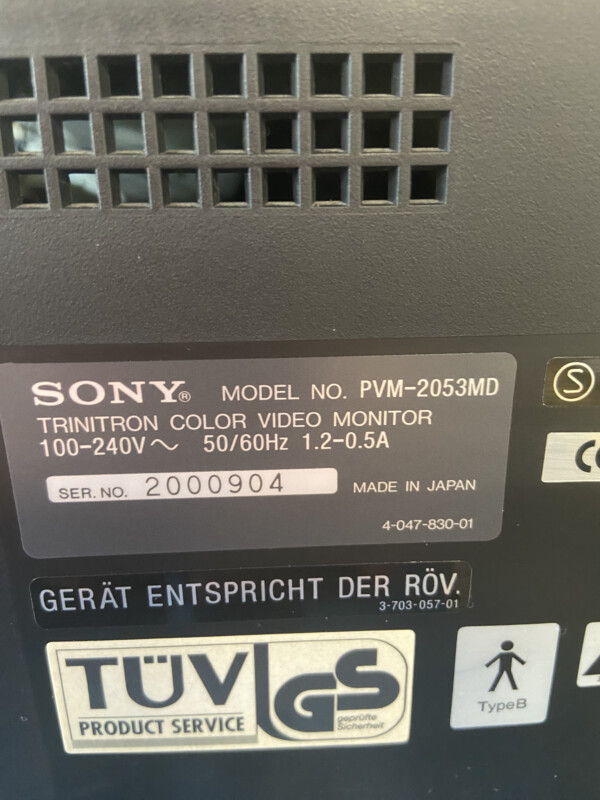 SONY® MODEL NO. PVM-2053MD
TRINITRON COLOR VIDEO MONITOR
100-240V～ 50/60Hz 1.2-0.5A
SER. NO. 2000904 MADE IN JAPAN
4-047-830-01
GERÄT ENTSPRICHT DER RÖV.
3-703-057-01
TÜV GS
PRODUCT SERVICE
geprüfte
Sicherheit
Type B
S